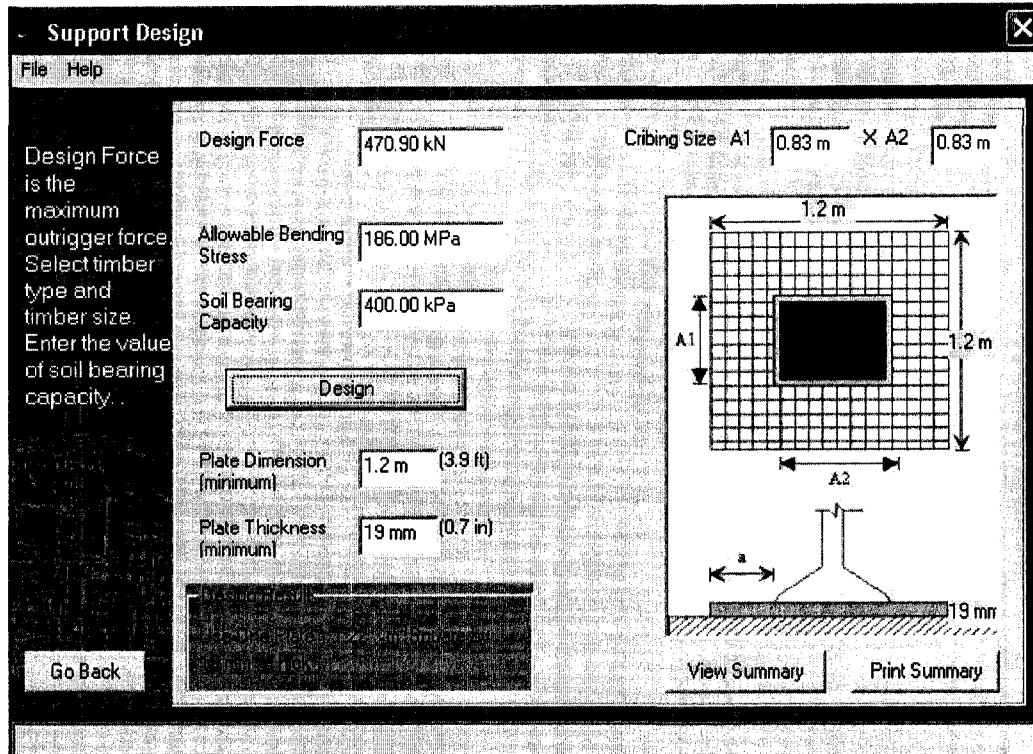 Support Design
File Help
Design Force
is the
maximum
outrigger force.
Select timber
type and
timber size.
Enter the value
of soil bearing
capacity. .
Go Back
Design Force 470.90 kN
Allowable Bending
Stress 186.00 MPa
Soil Bearing
Capacity 400.00 kPa
Design
Plate Dimension
(minimum) 1.2 m (3.9 ft)
Plate Thickness
(minimum) 19 mm (0.7 in)
Cribing Size A1 0.83 m X A2 0.83 m
1.2 m
A1
1.2 m
A2
a
19 mm
View Summary Print Summary